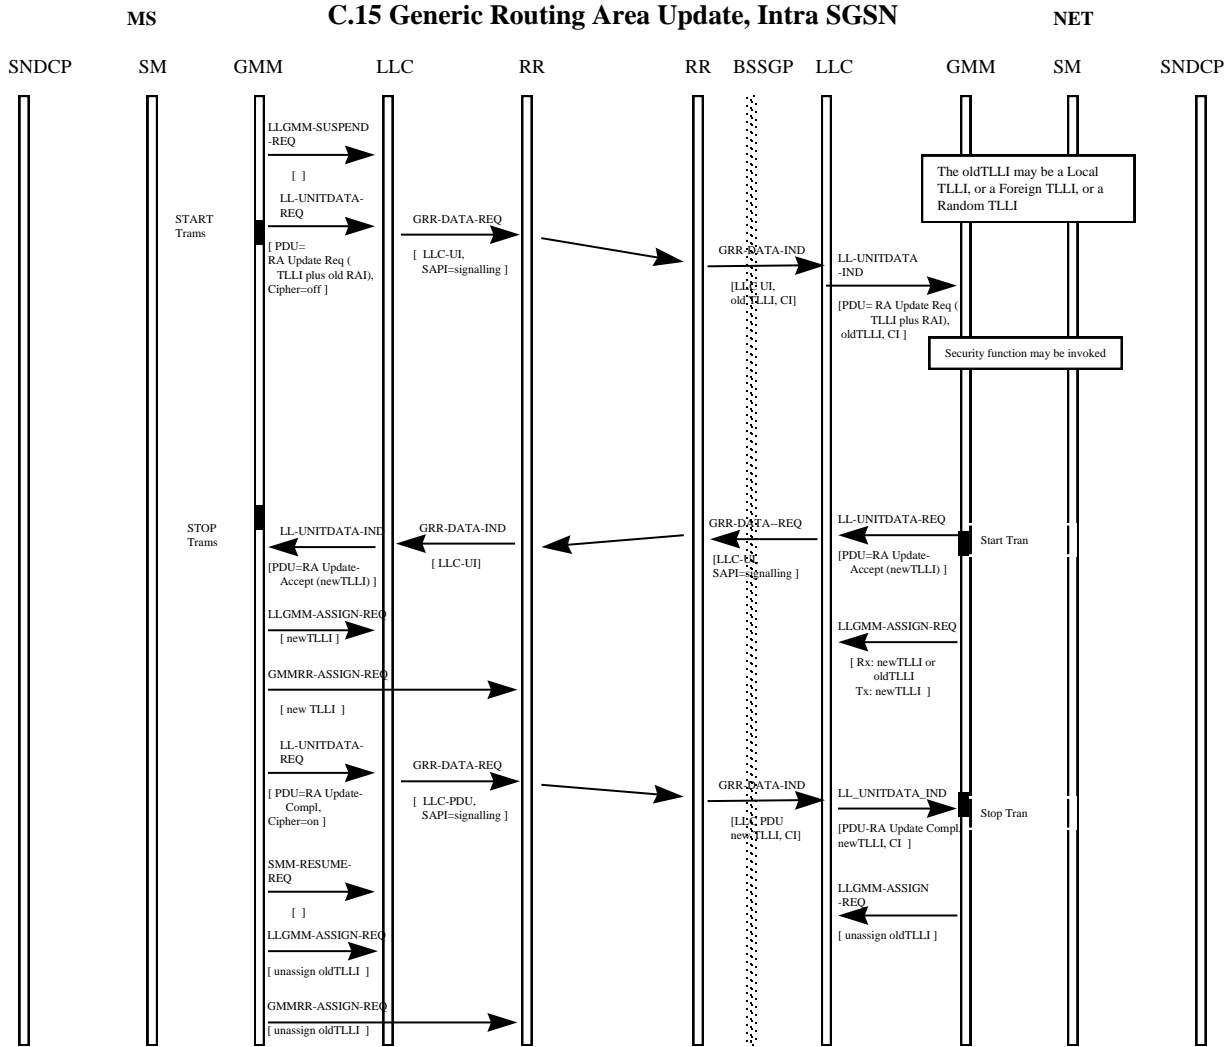 MS C.15 Generic Routing Area Update, Intra SGSN NET
SNDCP SM GMM LLC RR RR BSSGP LLC GMM SM SNDCP
LLGMM-SUSPEND
-REQ
[ ]
LL-UNITDATA-
REQ
START
Trams
[ PDU=
RA Update Req (
TLLI plus old RAI),
Cipher=off ]
GRR-DATA-REQ
[ LLC-UI,
SAPI=signalling ]
GRR-DATA-IND
[LLC UI,
old TLLI, CI]
The oldTLLI may be a Local
TLLI, or a Foreign TLLI, or a
Random TLLI
LL-UNITDATA
-IND
[PDU= RA Update Req (
TLLI plus RAI),
oldTLLI, CI ]
Security function may be invoked
LL-UNITDATA-REQ
Start Tran
[PDU=RA Update-
Accept (newTLLI) ]
GRR-DATA--REQ
[LLC-UI,
SAPI=signalling ]
GRR-DATA-IND
[ LLC-UI]
STOP
Trams
LL-UNITDATA-IND
[PDU=RA Update-
Accept (newTLLI) ]
LLGMM-ASSIGN-REQ
[ newTLLI ]
LLGMM-ASSIGN-REQ
[ Rx: newTLLI or
oldTLLI
Tx: newTLLI ]
GMMRR-ASSIGN-REQ
[ new TLLI ]
LL-UNITDATA-
REQ
[ PDU=RA Update-
Compl,
Cipher=on ]
GRR-DATA-REQ
[ LLC-PDU,
SAPI=signalling ]
GRR-DATA-IND
[LLC PDU
new TLLI, CI]
LL_UNITDATA_IND
[PDU-RA Update Compl,
newTLLI, CI ]
Stop Tran
SMM-RESUME-
REQ
[ ]
LLGMM-ASSIGN
-REQ
[ unassign oldTLLI ]
LLGMM-ASSIGN-REQ
[ unassign oldTLLI ]
GMMRR-ASSIGN-REQ
[ unassign oldTLLI ]